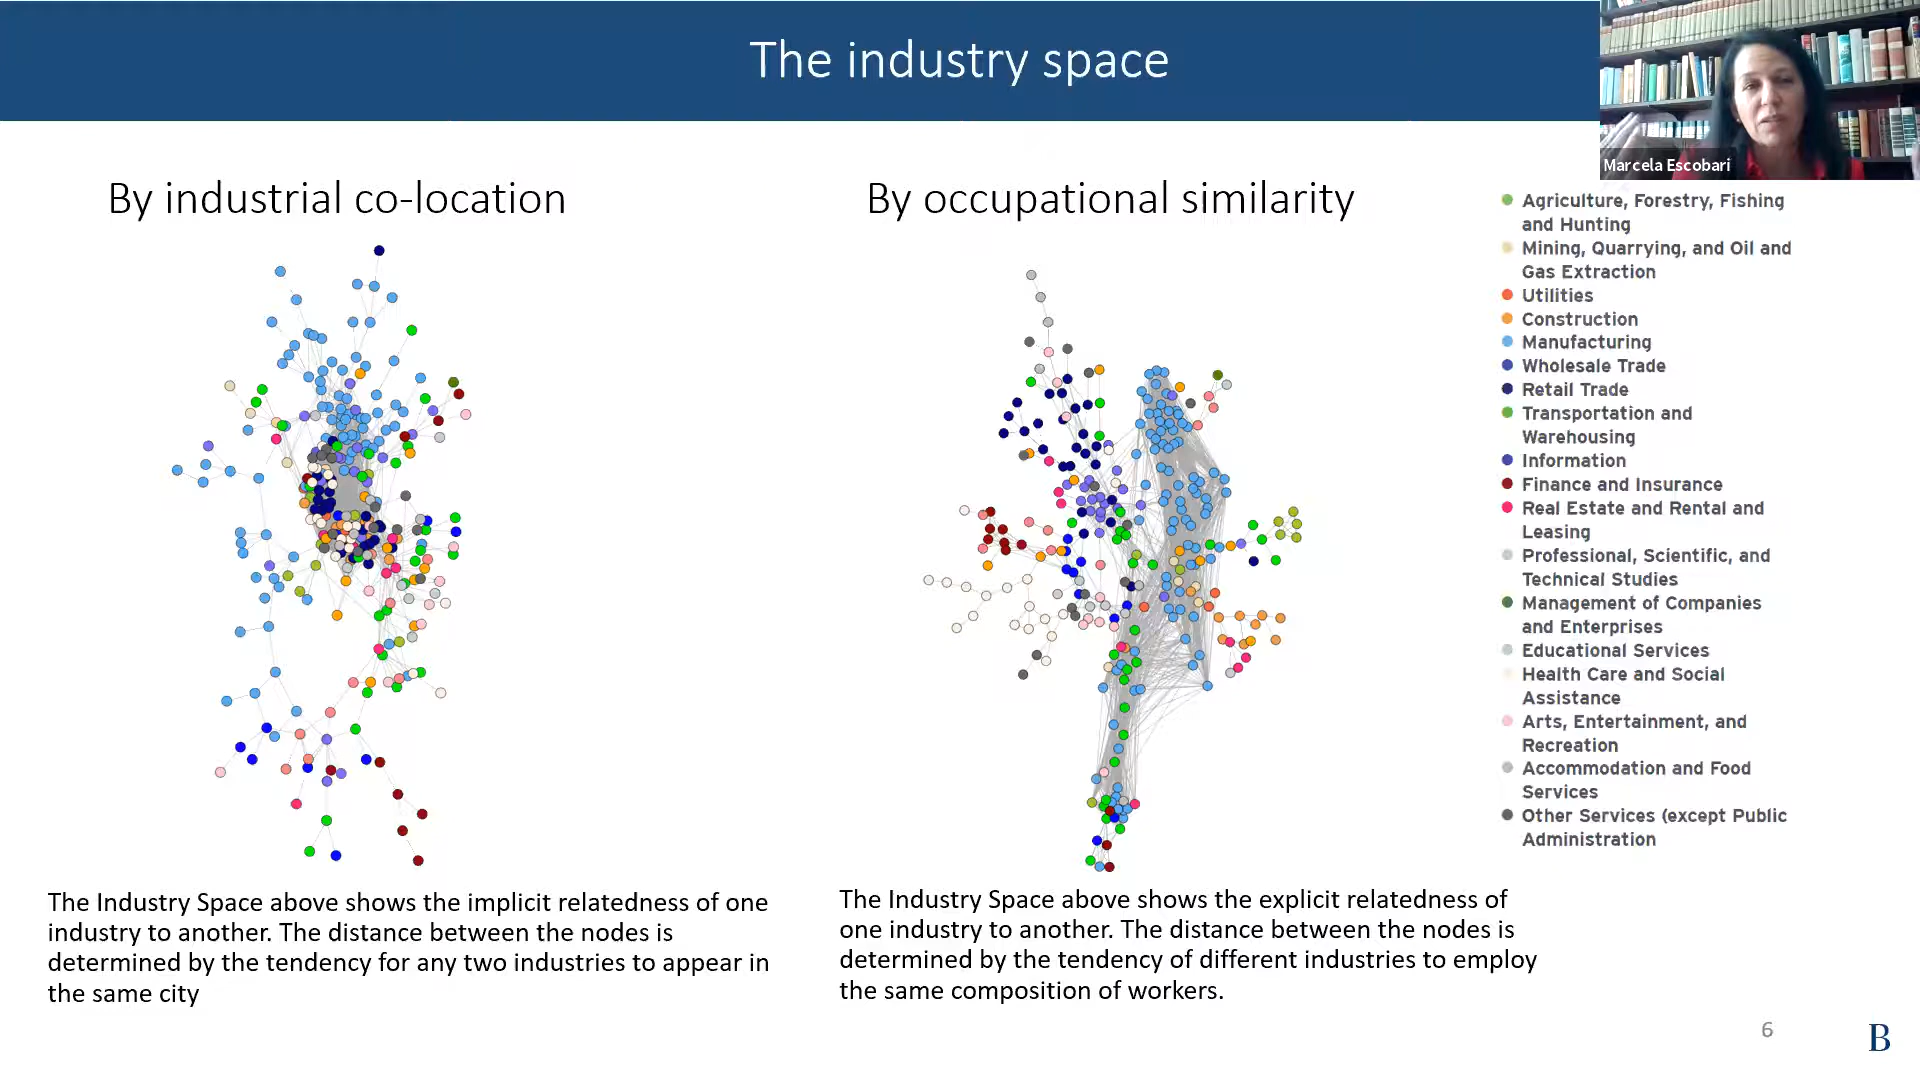 The industry space
Marcela Escobari
By industrial co-location
By occupational similarity
Agriculture, Forestry, Fishing
and Hunting
Mining, Quarrying, and Oil and
Gas Extraction
Utilities
Construction
Manufacturing
Wholesale Trade
Retail Trade
Transportation and
Warehousing
Information
Finance and Insurance
Real Estate and Rental and
Leasing
Professional, Scientific, and
Technical Studies
Management of Companies
and Enterprises
Educational Services
Health Care and Social
Assistance
Arts, Entertainment, and
Recreation
Accommodation and Food
Services
Other Services (except Public
Administration
The Industry Space above shows the implicit relatedness of one
industry to another. The distance between the nodes is
determined by the tendency for any two industries to appear in
the same city
The Industry Space above shows the explicit relatedness of
one industry to another. The distance between the nodes is
determined by the tendency of different industries to employ
the same composition of workers.
6
B